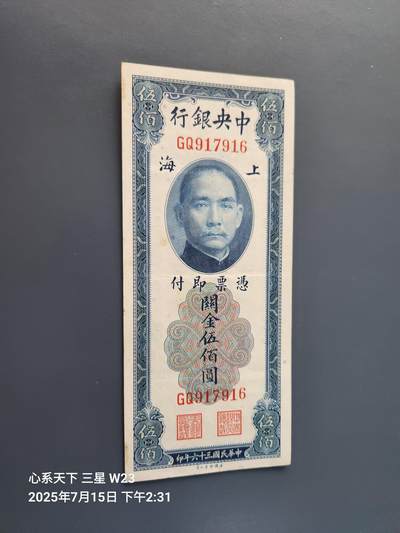 伍佰
伍佰
中央銀行
GQ917916
上海
憑票即付
關金伍佰圓
GQ917916
伍佰
伍佰
中華民國三十六年印
心系天下 三星 W23
2025年7月15日 下午2:31